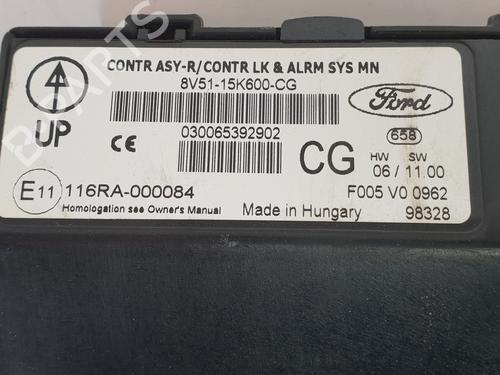 CONTR ASY-R/CONTR LK & ALRM SYS MN
8V51-15K600-CG
Ford
UP
CE
030065392902
CG
658
HW SW
06 / 11.00
E11 116RA-000084
F005 V0 0962
Homologation see Owner's Manual
Made in Hungary
98328
B-PARTS